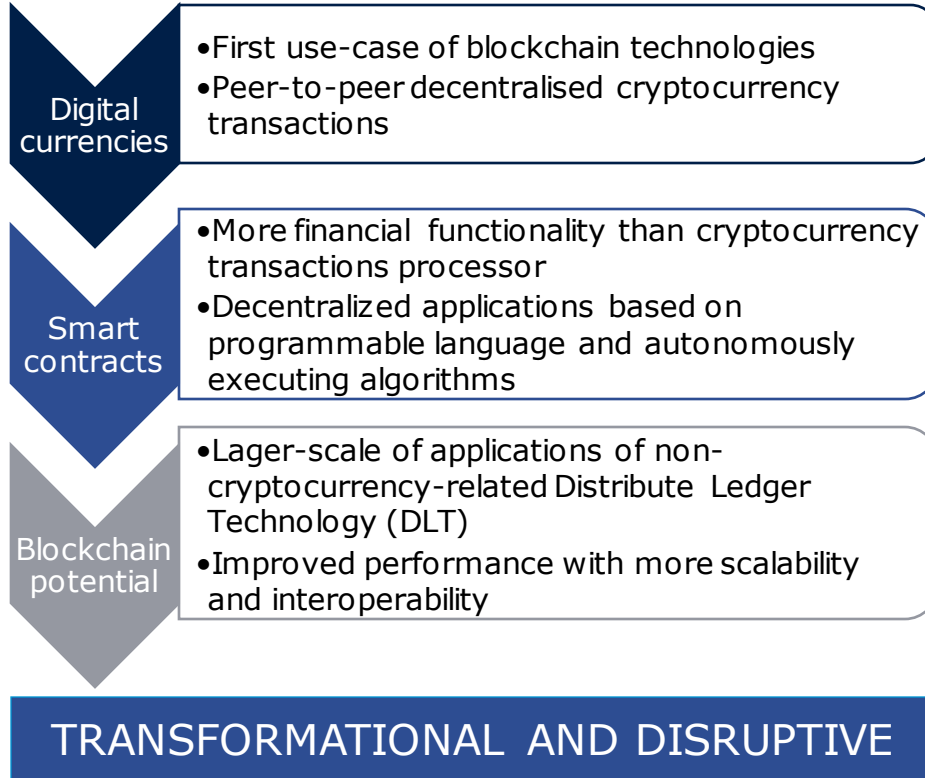 Digital
currencies
•First use-case of blockchain technologies
•Peer-to-peer decentralised cryptocurrency
transactions
Smart
contracts
•More financial functionality than cryptocurrency
transactions processor
•Decentralized applications based on
programmable language and autonomously
executing algorithms
Blockchain
potential
•Lager-scale of applications of non-
cryptocurrency-related Distribute Ledger
Technology (DLT)
•Improved performance with more scalability
and interoperability
TRANSFORMATIONAL AND DISRUPTIVE